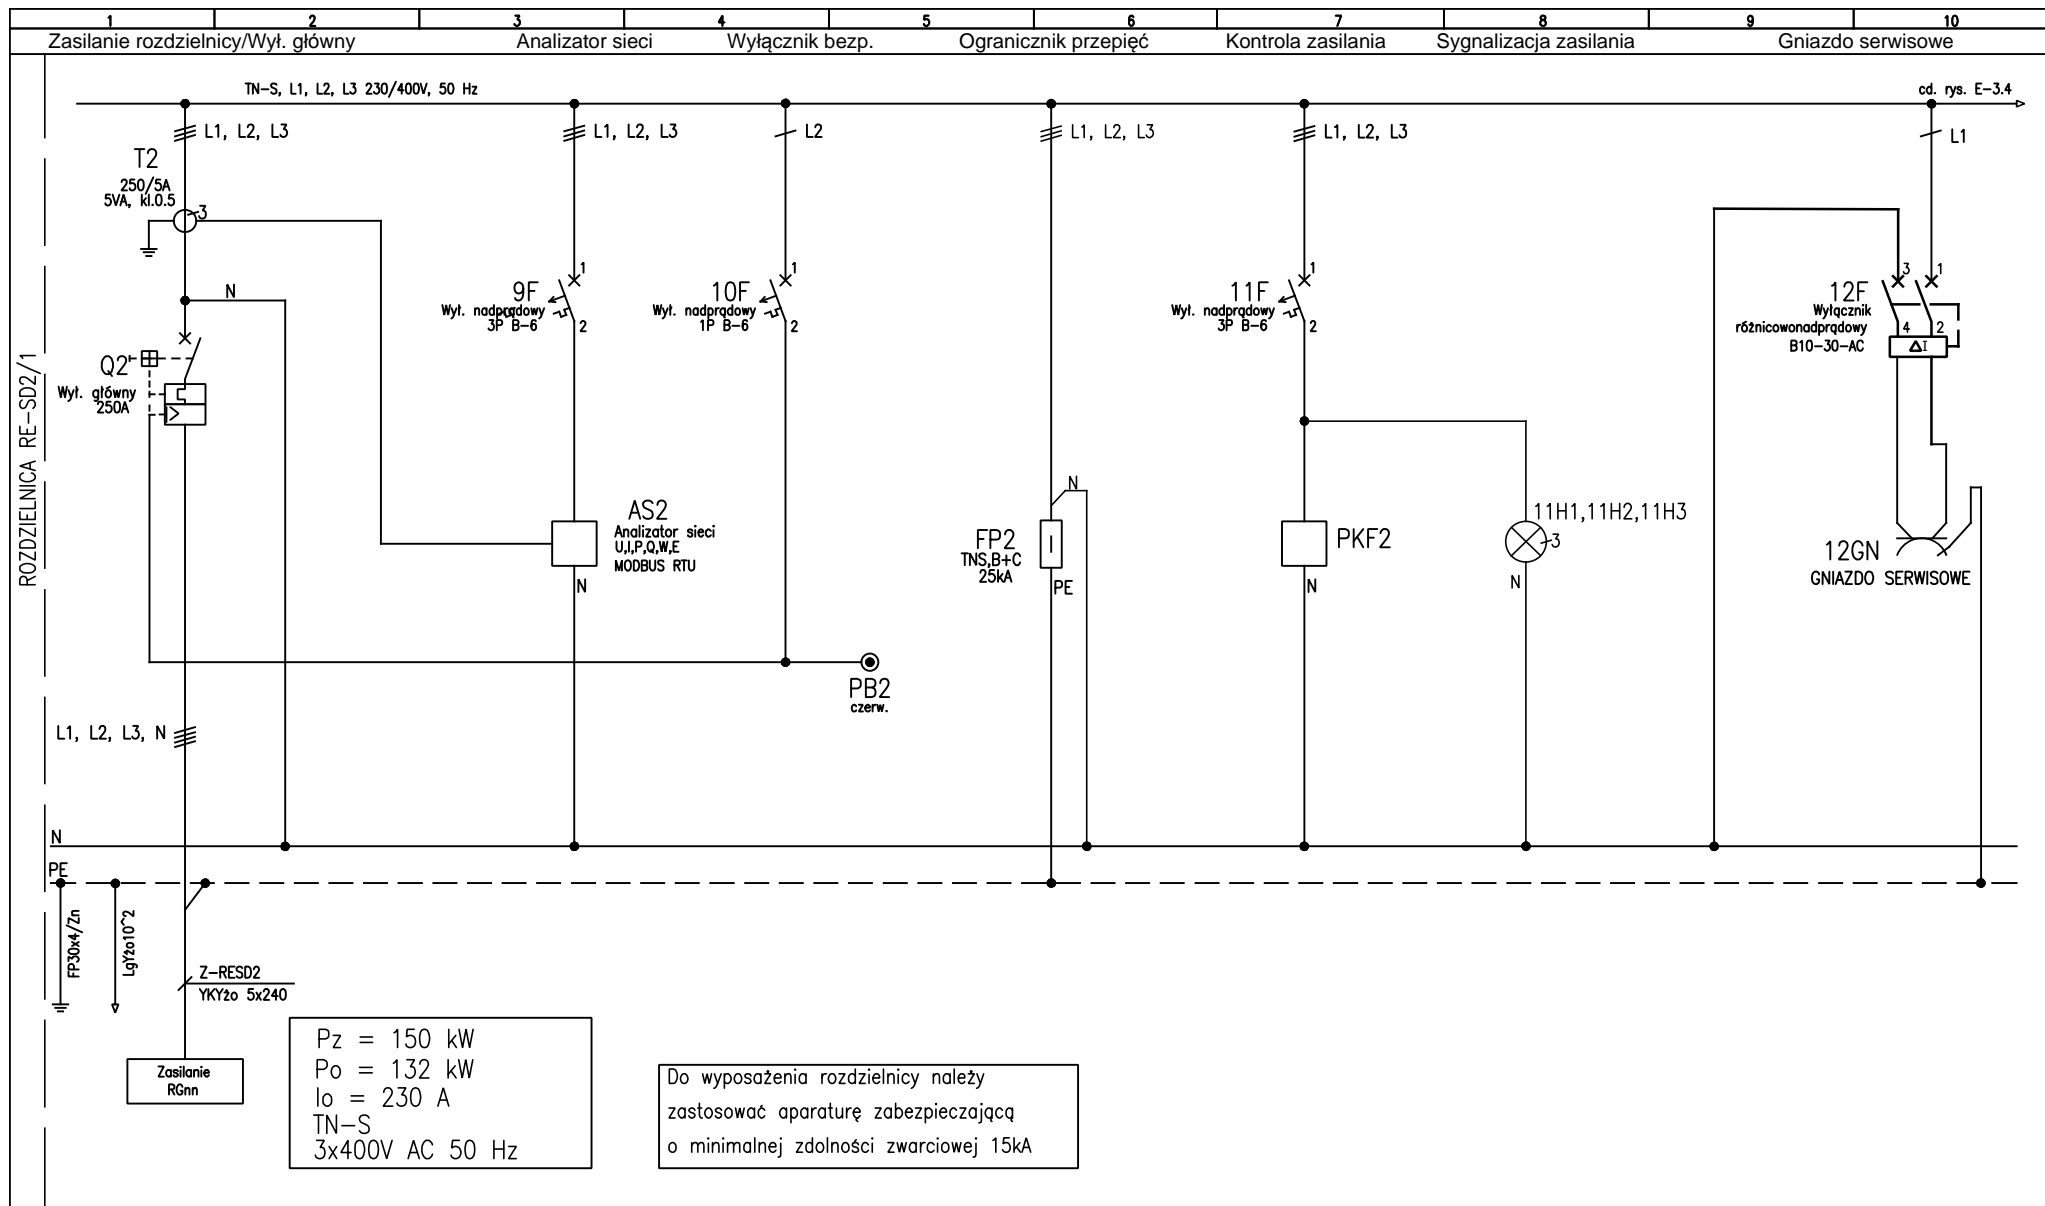 1 2 3 4 5 6 7 8 9 10
Zasilanie rozdzielnicy/Wył. główny Analizator sieci Wyłącznik bezp. Ogranicznik przepięć Kontrola zasilania Sygnalizacja zasilania Gniazdo serwisowe
TN-S, L1, L2, L3 230/400V, 50 Hz
cd. rys. E-3.4
L1, L2, L3
L1, L2, L3
L2
L1, L2, L3
L1, L2, L3
L1
T2
250/5A
5VA, kl.0.5
3
N
Q2
Wył. główny
250A
ROZDZIELNICA RE-SD2/1
9F
Wył. nadprądowy
3P B-6
1
2
10F
Wył. nadprądowy
1P B-6
1
2
11F
Wył. nadprądowy
3P B-6
1
2
12F
Wyłącznik
różnicowonadprądowy
B10-30-AC
3
1
4
2
ΔI
AS2
Analizator sieci
U,I,P,Q,W,E
MODBUS RTU
N
FP2
TNS,B+C
25kA
N
PE
PKF2
N
11H1,11H2,11H3
3
N
12GN
GNIAZDO SERWISOWE
PB2
czerw.
L1, L2, L3, N
N
PE
FP30x4/Zn
LgYżo10^2
Z-RESD2
YKYżo 5x240
Zasilanie
RGnn
Pz = 150 kW
Po = 132 kW
Io = 230 A
TN-S
3x400V AC 50 Hz
Do wyposażenia rozdzielnicy należy
zastosować aparaturę zabezpieczającą
o minimalnej zdolności zwarciowej 15kA